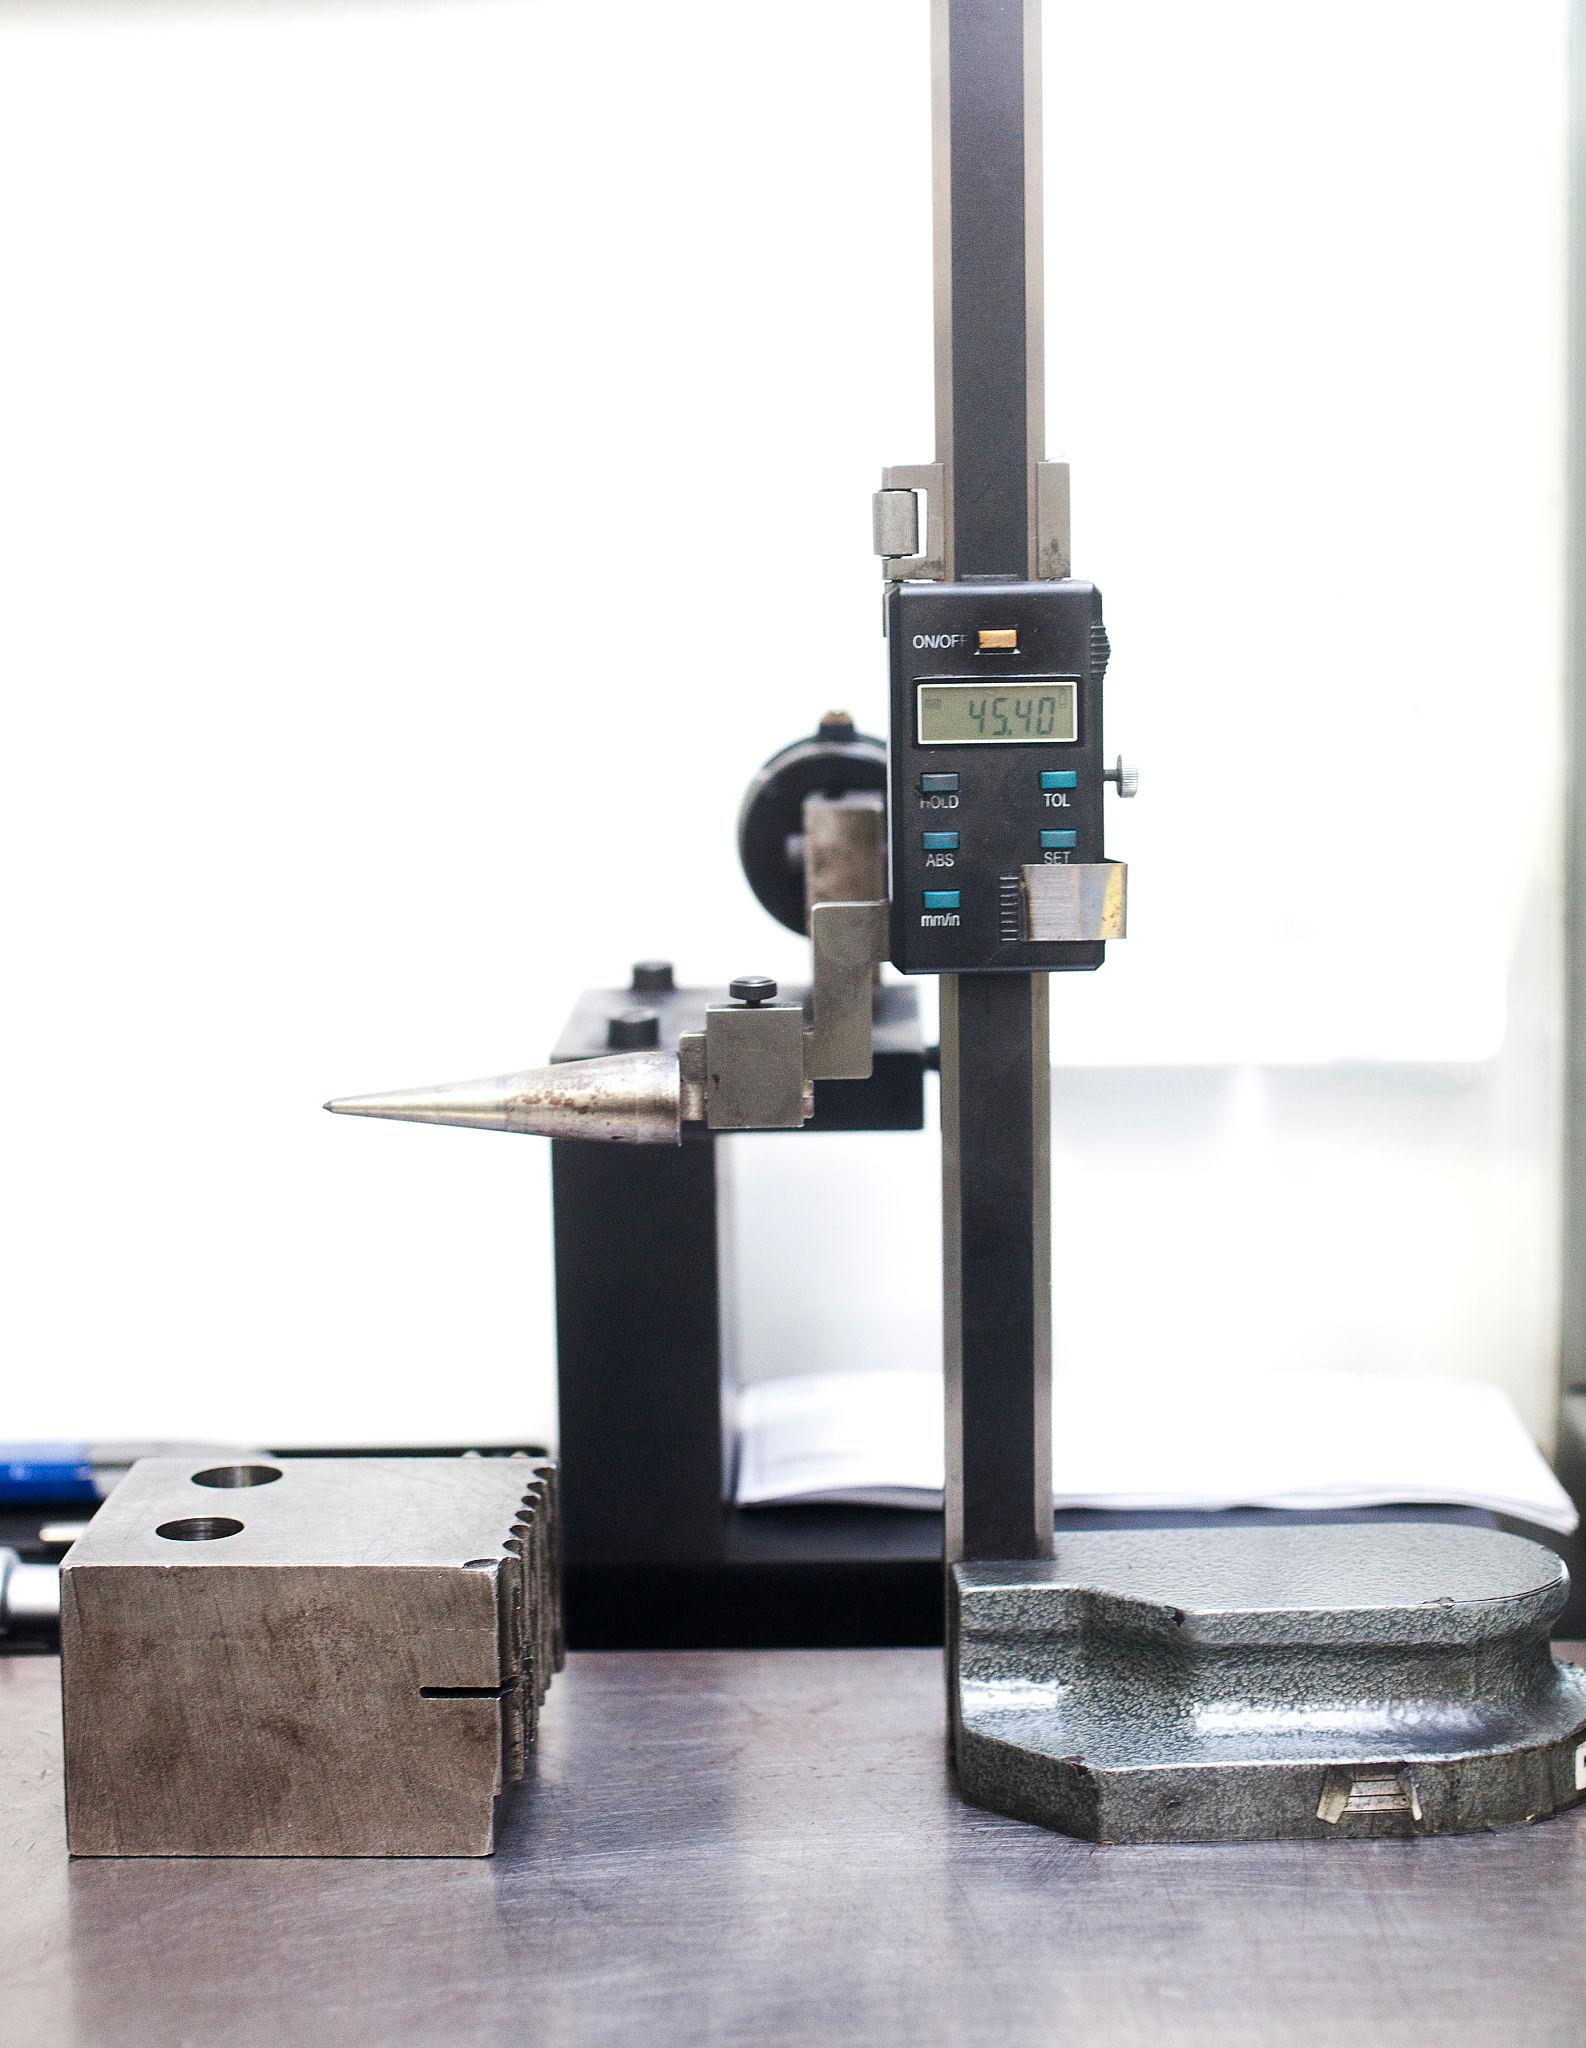 ON/OFF
45.40
HOLD TOL
ABS SET
mm/in